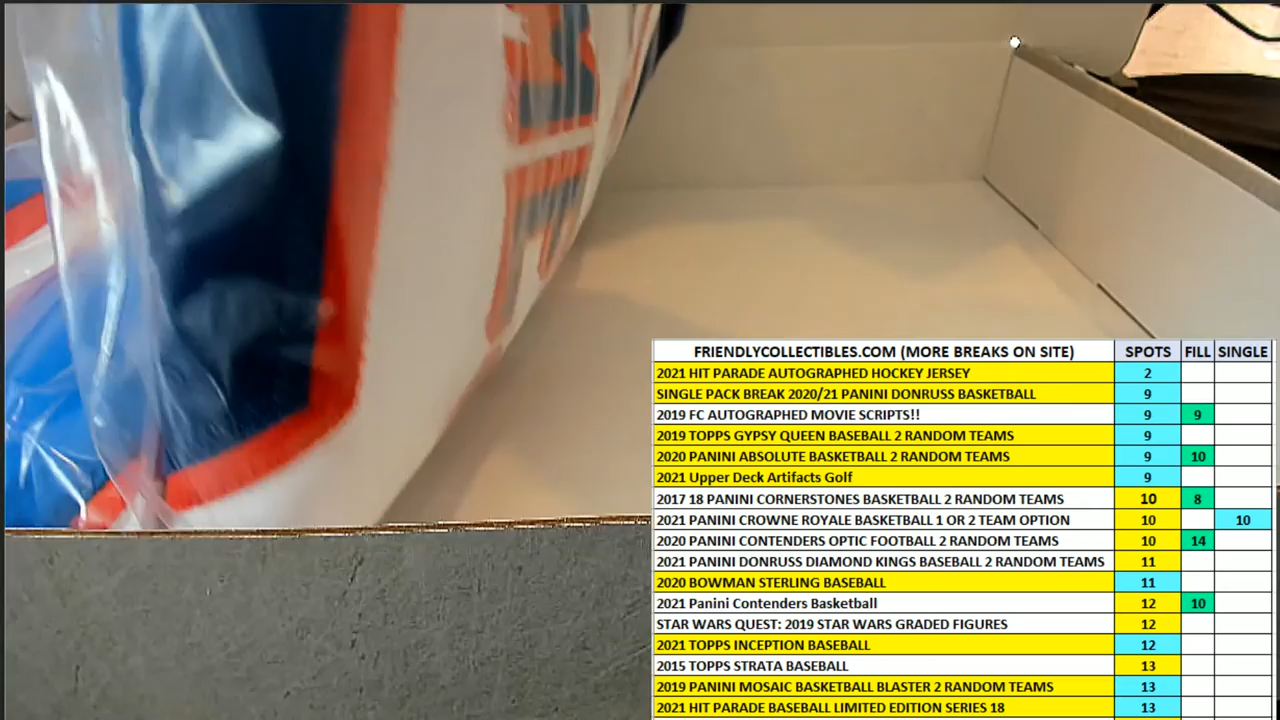 FRIENDLYCOLLECTIBLES.COM (MORE BREAKS ON SITE) SPOTS FILL SINGLE
2021 HIT PARADE AUTOGRAPHED HOCKEY JERSEY 2
SINGLE PACK BREAK 2020/21 PANINI DONRUSS BASKETBALL 9
2019 FC AUTOGRAPHED MOVIE SCRIPTS!! 9 9
2019 TOPPS GYPSY QUEEN BASEBALL 2 RANDOM TEAMS 9
2020 PANINI ABSOLUTE BASKETBALL 2 RANDOM TEAMS 9 10
2021 Upper Deck Artifacts Golf 9
2017 18 PANINI CORNERSTONES BASKETBALL 2 RANDOM TEAMS 10 8
2021 PANINI CROWNE ROYALE BASKETBALL 1 OR 2 TEAM OPTION 10 10
2020 PANINI CONTENDERS OPTIC FOOTBALL 2 RANDOM TEAMS 10 14
2021 PANINI DONRUSS DIAMOND KINGS BASEBALL 2 RANDOM TEAMS 11
2020 BOWMAN STERLING BASEBALL 11
2021 Panini Contenders Basketball 12 10
STAR WARS QUEST: 2019 STAR WARS GRADED FIGURES 12
2021 TOPPS INCEPTION BASEBALL 12
2015 TOPPS STRATA BASEBALL 13
2019 PANINI MOSAIC BASKETBALL BLASTER 2 RANDOM TEAMS 13
2021 HIT PARADE BASEBALL LIMITED EDITION SERIES 18 13